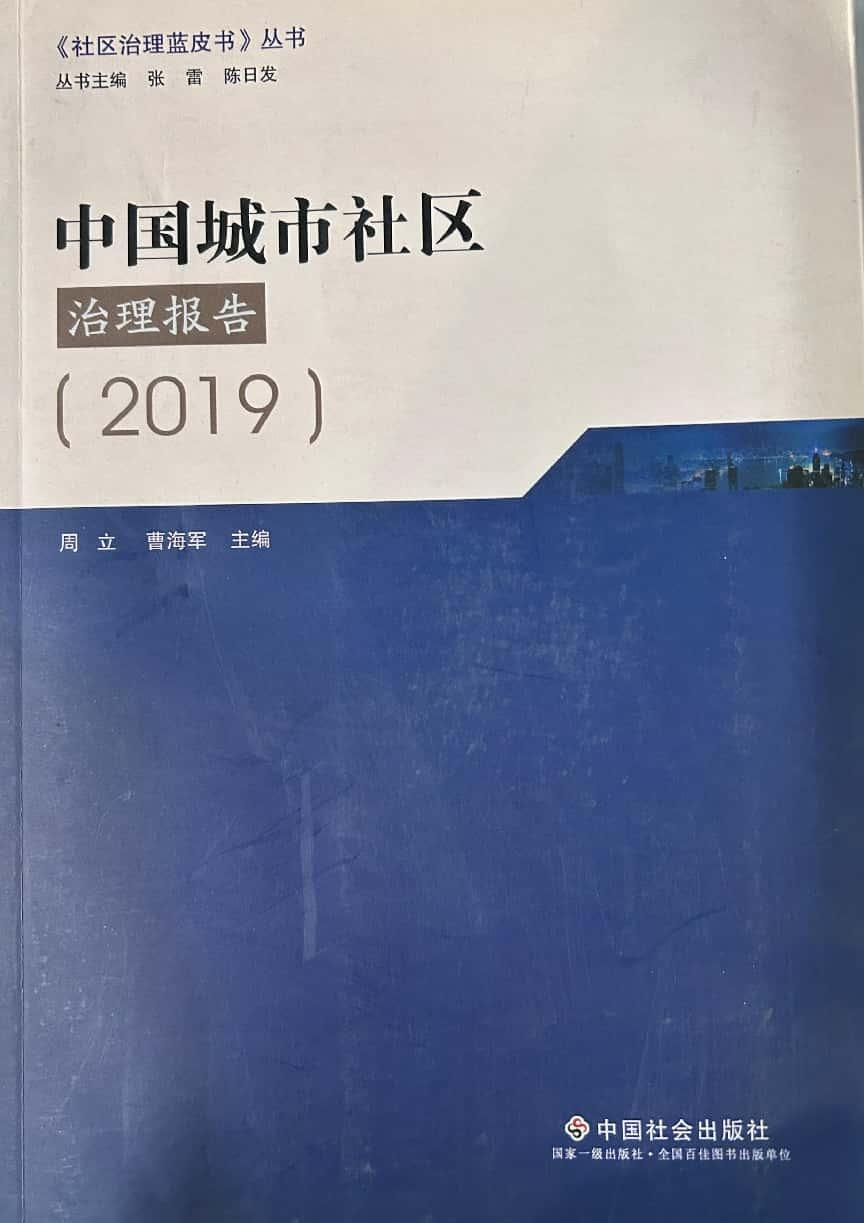 《社区治理蓝皮书》丛书
丛书主编 张 雷 陈日发
中国城市社区
治理报告
(2019)
周 立 曹海军 主编
中国社会出版社
国家一级出版社·全国百佳图书出版单位